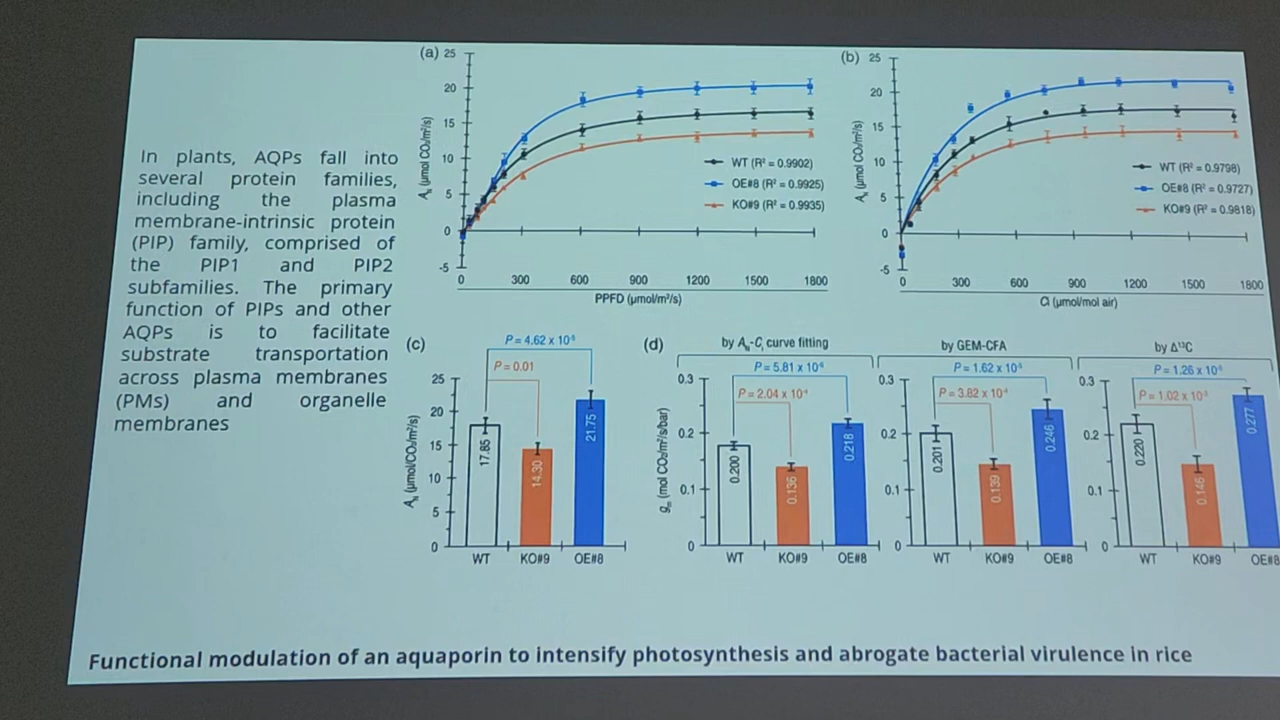 In plants, AQPs fall into
several protein families,
including the plasma
membrane-intrinsic protein
(PIP) family, comprised of
the PIP1 and PIP2
subfamilies. The primary
function of PIPs and other
AQPs is to facilitate
substrate transportation
across plasma membranes
(PMs) and organelle
membranes
(a)
25
20
15
10
5
0
-5
A_N (μmol CO₂/m²/s)
WT (R² = 0.9902)
OE#8 (R² = 0.9925)
KO#9 (R² = 0.9935)
0 300 600 900 1200 1500 1800
PPFD (μmol/m²/s)
(b)
25
20
15
10
5
0
-5
A_N (μmol CO₂/m²/s)
WT (R² = 0.9798)
OE#8 (R² = 0.9727)
KO#9 (R² = 0.9818)
0 300 600 900 1200 1500 1800
Ci (μmol/mol air)
(c)
P = 4.62 x 10
P = 0.01
25
20
15
10
5
0
A_N (μmol/CO₂/m²/s)
17.85
14.30
21.75
WT KO#9 OE#8
(d)
by A_N-C_i curve fitting
P = 5.81 x 10
P = 2.04 x 10
0.3
0.2
0.1
0
g_m (mol CO₂/m²/s/bar)
0.200
0.136
0.218
WT KO#9 OE#8
by GEM-CFA
P = 1.62 x 10
P = 3.82 x 10
0.3
0.2
0.1
0
0.201
0.139
0.246
WT KO#9 OE#8
by Δ¹³C
P = 1.26 x 10
P = 1.02 x 10
0.3
0.2
0.1
0
0.220
0.146
0.277
WT KO#9 OE#8
Functional modulation of an aquaporin to intensify photosynthesis and abrogate bacterial virulence in rice